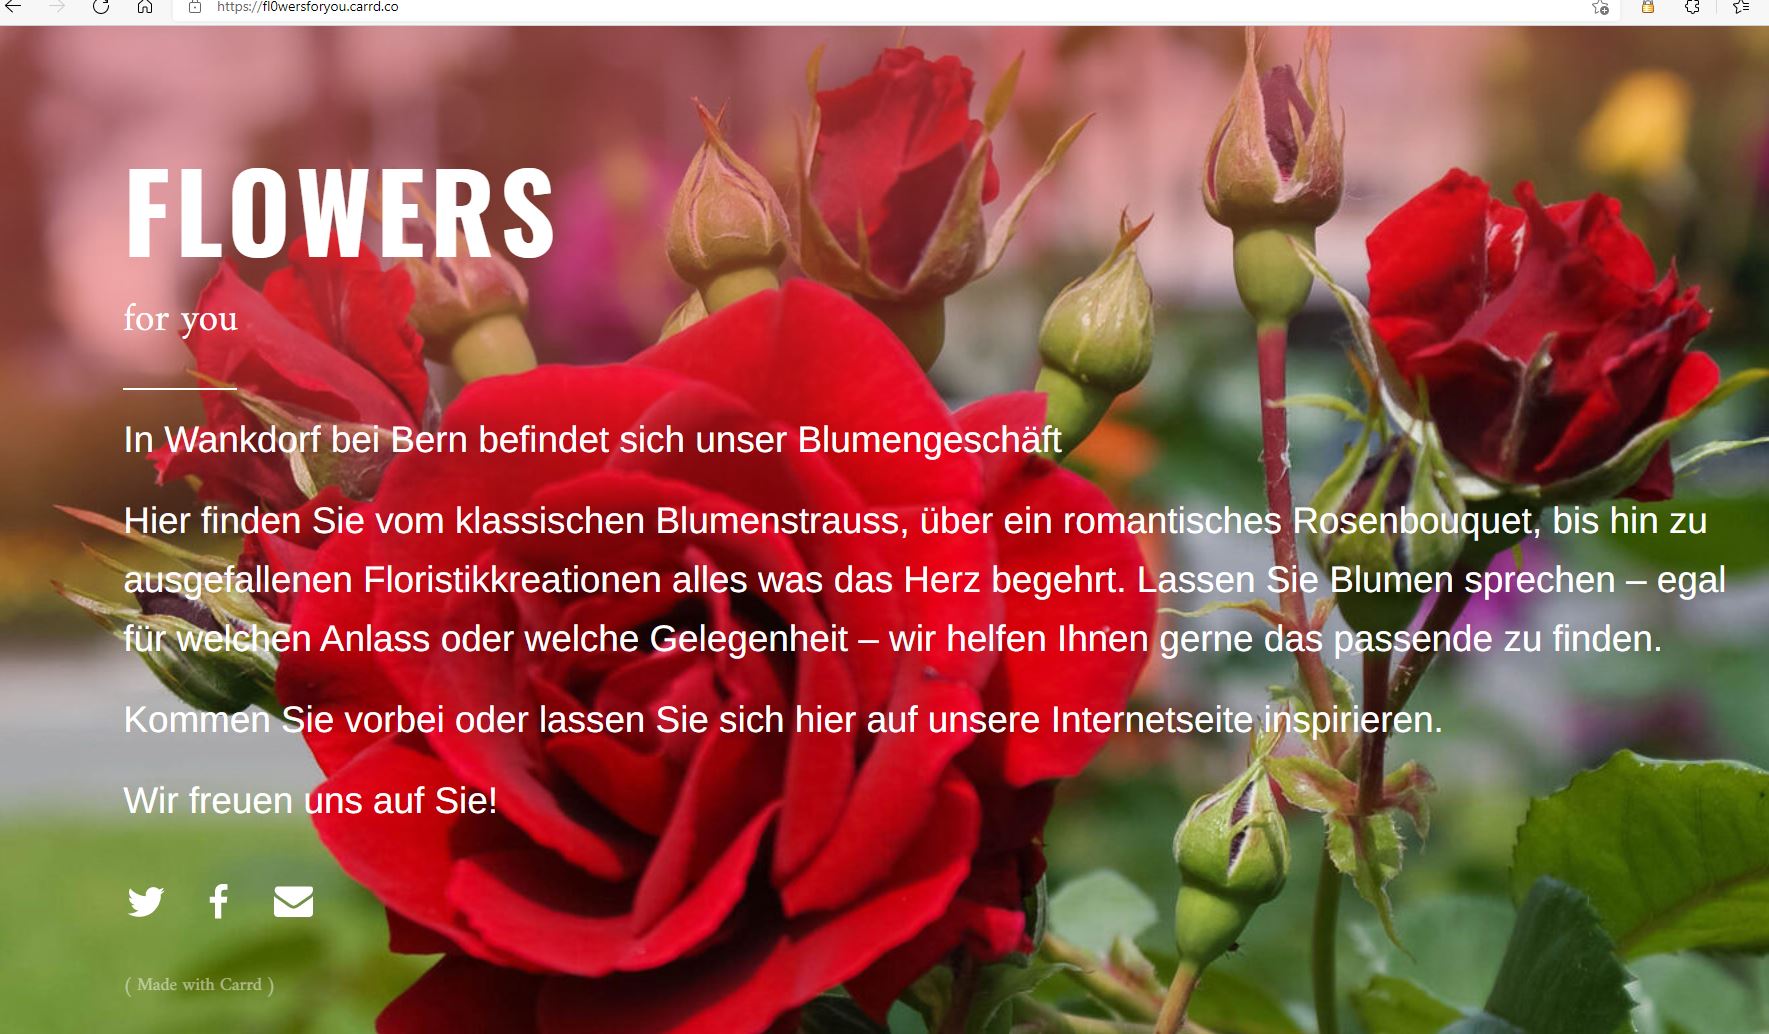 https://fl0wersforyou.carrd.co
FLOWERS
for you
In Wankdorf bei Bern befindet sich unser Blumengeschäft
Hier finden Sie vom klassischen Blumenstrauss, über ein romantisches Rosenbouquet, bis hin zu
ausgefallenen Floristikkreationen alles was das Herz begehrt. Lassen Sie Blumen sprechen – egal
für welchen Anlass oder welche Gelegenheit – wir helfen Ihnen gerne das passende zu finden.
Kommen Sie vorbei oder lassen Sie sich hier auf unsere Internetseite inspirieren.
Wir freuen uns auf Sie!
( Made with Carrd )